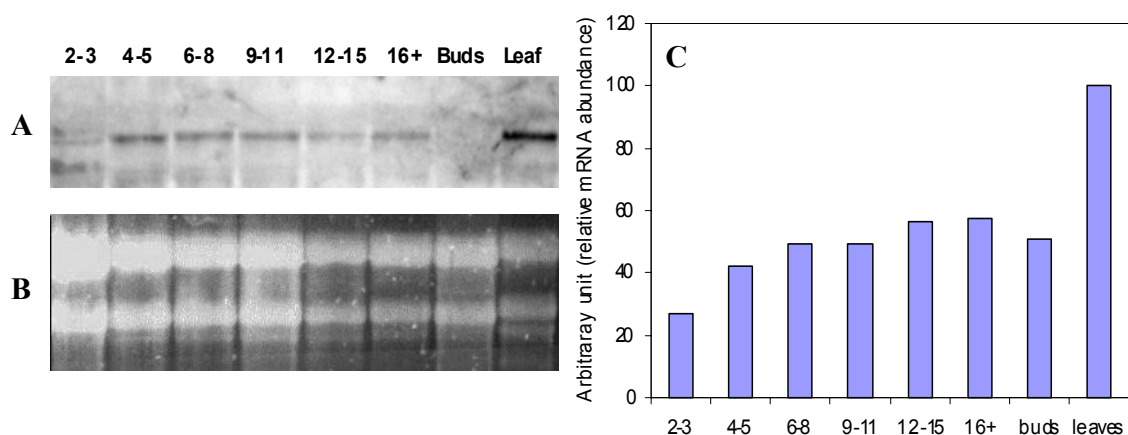 2-3 4-5 6-8 9-11 12-15 16+ Buds Leaf
A
B
C
Arbitraray unit (relative mRNA abundance)
120
100
80
60
40
20
0
2-3 4-5 6-8 9-11 12-15 16+ buds leaves